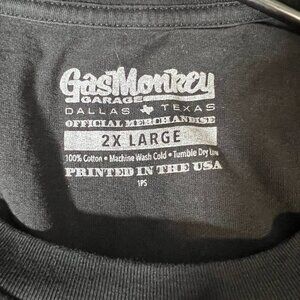 GasMonkey
GARAGE
DALLAS TEXAS
OFFICIAL MERCHANDISE
2X LARGE
100% Cotton • Machine Wash Cold • Tumble Dry Low
PRINTED IN THE USA
1PS